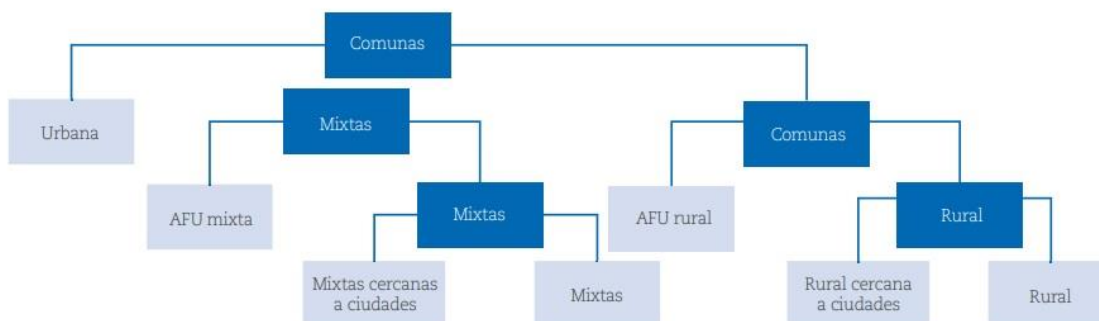 Comunas
Urbana
Mixtas
Comunas
AFU mixta
Mixtas
AFU rural
Rural
Mixtas cercanas
a ciudades
Mixtas
Rural cercana
a ciudades
Rural